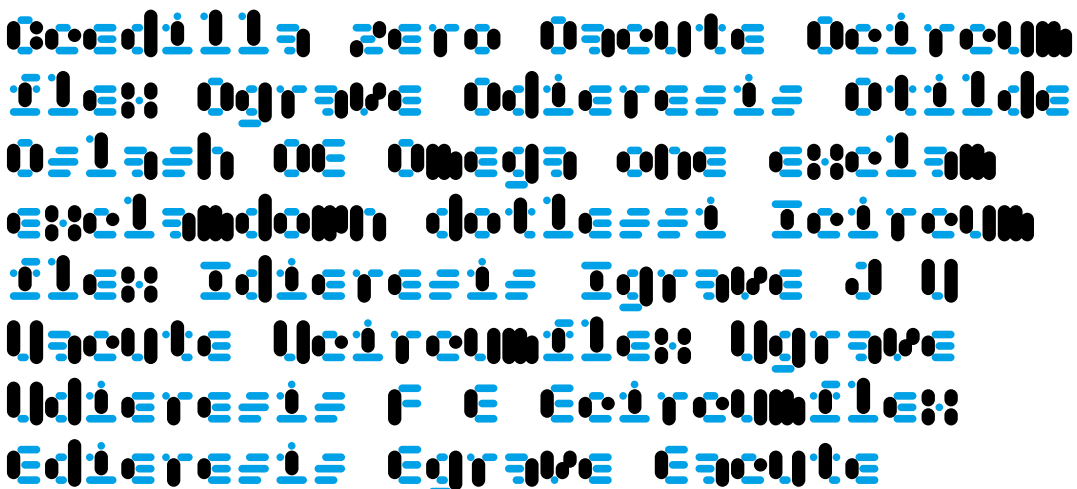 Ccedilla zero Oacute Ocircum
flex Ograve Odieresis Otilde
Oslash OE Omega one exclam
exclamdown dotlessi Icircum
flex Idieresis Igrave J U
Uacute Ucircumflex Ugrave
Udieresis F E Ecircumflex
Edieresis Egrave Eacute